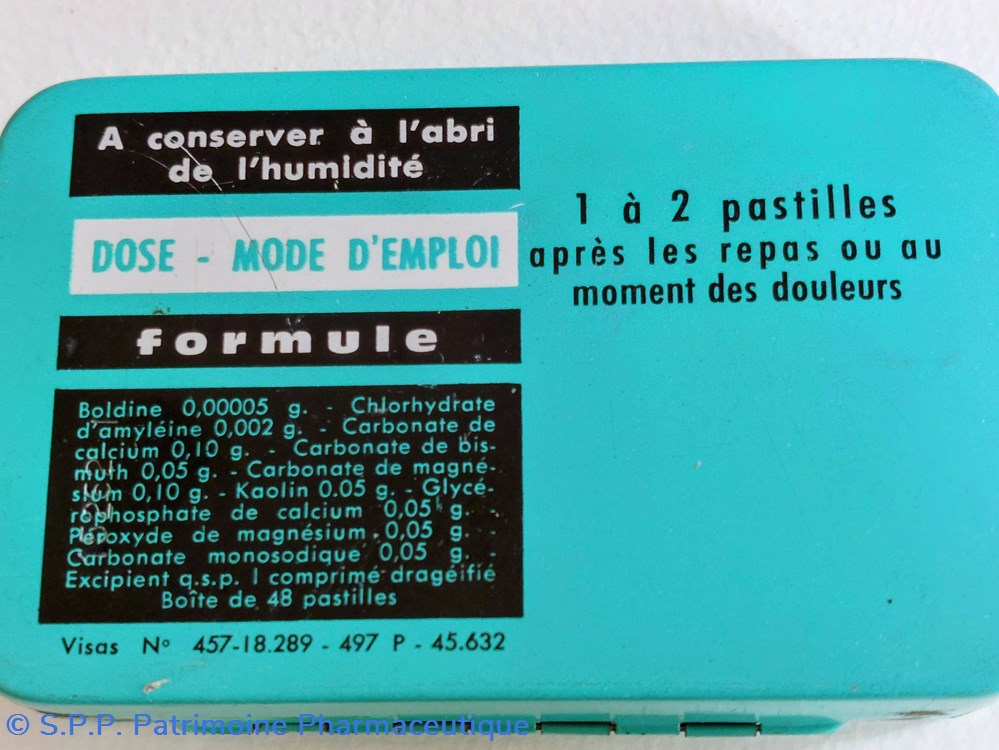 A conserver à l'abri
de l'humidité
DOSE - MODE D'EMPLOI
1 à 2 pastilles
après les repas ou au
moment des douleurs
formule
Boldine 0,00005 g. - Chlorhydrate
d'amyléine 0,002 g. - Carbonate de
calcium 0,10 g. - Carbonate de bis-
muth 0,05 g. - Carbonate de magné-
sium 0,10 g. - Kaolin 0.05 g. - Glycé-
rophosphate de calcium 0,05 g. -
Peroxyde de magnésium 0,05 g. -
Carbonate monosodique 0,05 g. -
Excipient q.s.p. 1 comprimé dragéifié
Boîte de 48 pastilles
Visas Nº 457-18.289 - 497 P - 45.632
© S.P.P. Patrimoine Pharmaceutique